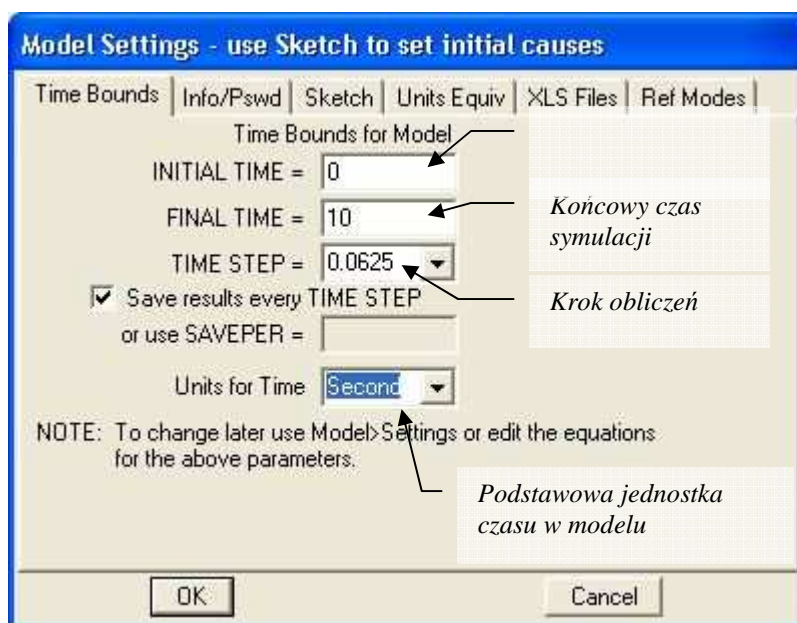 Model Settings - use Sketch to set initial causes
Time Bounds Info/Pswd Sketch Units Equiv XLS Files Ref Modes
Time Bounds for Model
INITIAL TIME = 0
FINAL TIME = 10
Końcowy czas
symulacji
TIME STEP = 0.0625
Krok obliczeń
Save results every TIME STEP
or use SAVEPER =
Units for Time Second
NOTE: To change later use Model>Settings or edit the equations
for the above parameters.
Podstawowa jednostka
czasu w modelu
OK Cancel